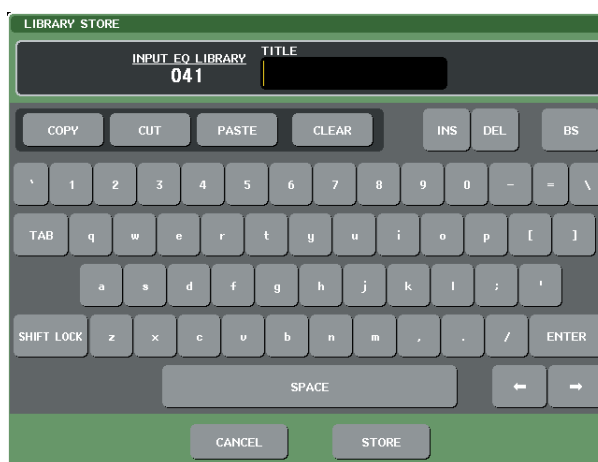 LIBRARY STORE
INPUT EQ LIBRARY TITLE
041
COPY CUT PASTE CLEAR INS DEL BS
` 1 2 3 4 5 6 7 8 9 0 - = \
TAB q w e r t y u i o p [ ]
a s d f g h j k l ; '
SHIFT LOCK z x c v b n m , . / ENTER
SPACE ← →
CANCEL STORE